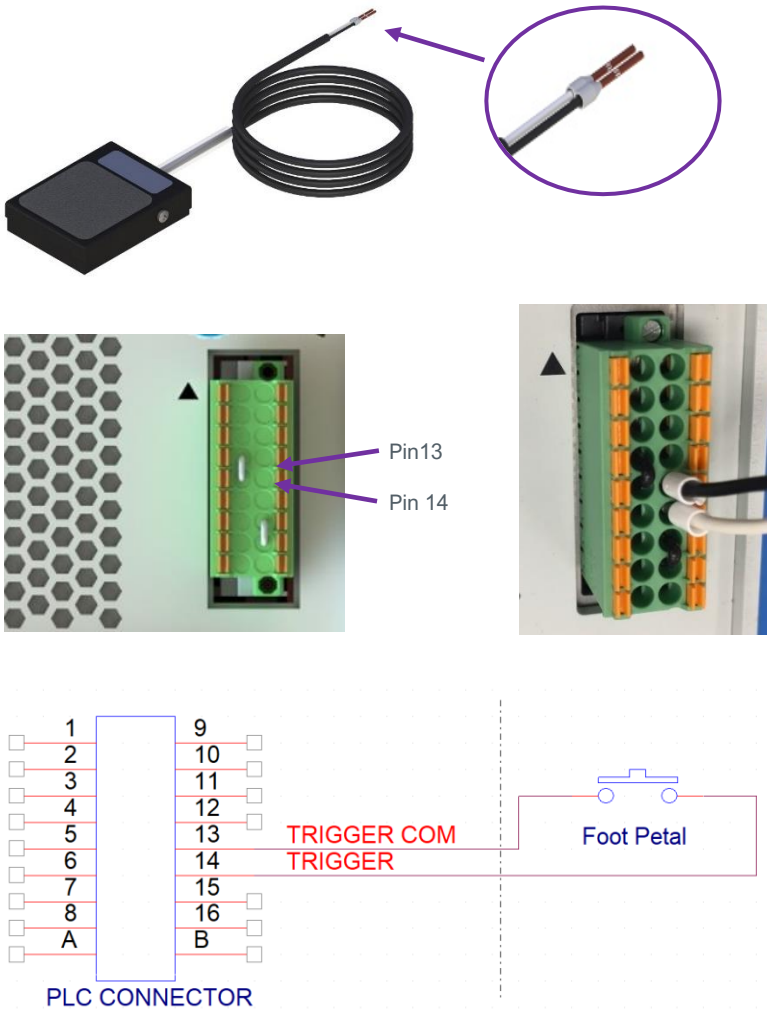 Pin13
Pin 14
1 9
2 10
3 11
4 12
5 13
TRIGGER COM
6 14
TRIGGER
7 15
8 16
A B
Foot Petal
PLC CONNECTOR